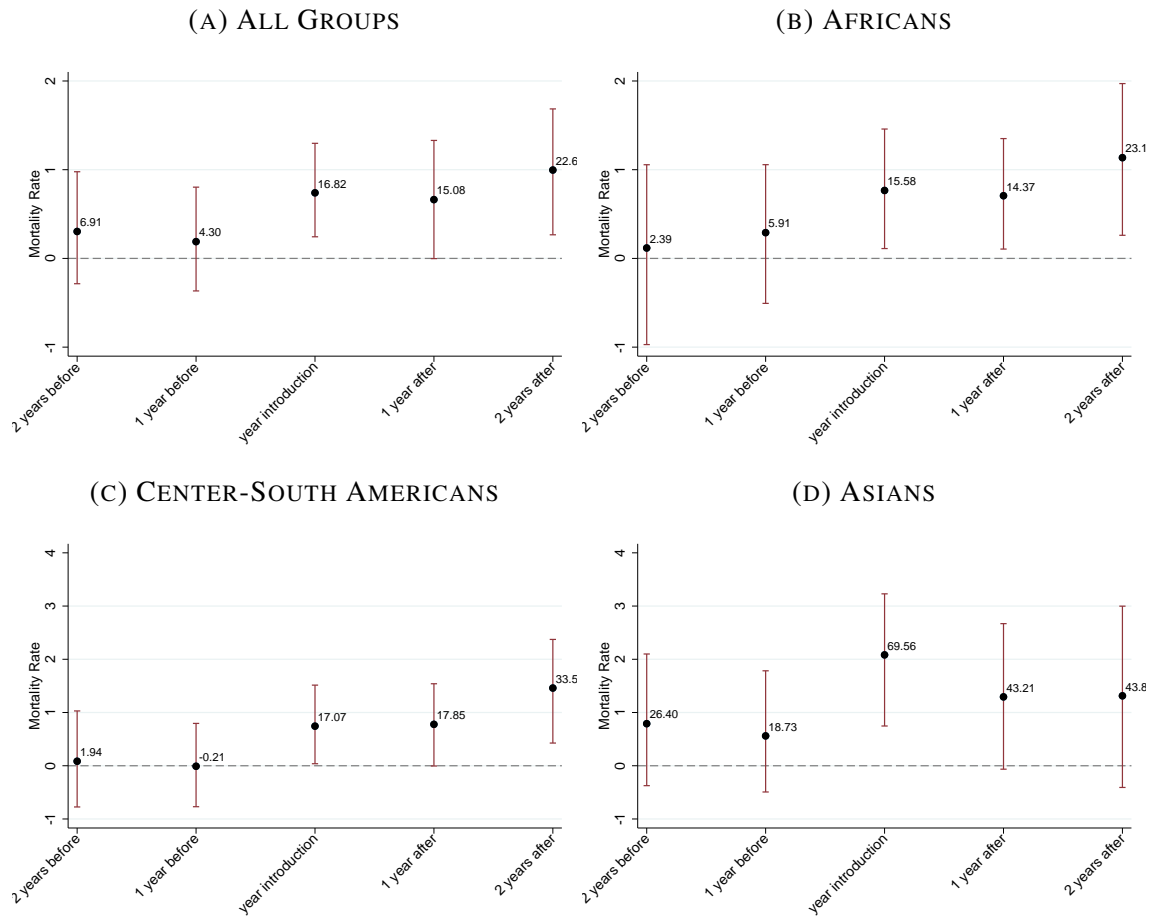 (A) ALL GROUPS
Mortality Rate
2
1
0
-1
6.91
4.30
16.82
15.08
22.6
2 years before
1 year before
year introduction
1 year after
2 years after
(B) AFRICANS
Mortality Rate
2
1
0
-1
2.39
5.91
15.58
14.37
23.1
2 years before
1 year before
year introduction
1 year after
2 years after
(C) CENTER-SOUTH AMERICANS
Mortality Rate
4
3
2
1
0
-1
1.94
-0.21
17.07
17.85
33.5
2 years before
1 year before
year introduction
1 year after
2 years after
(D) ASIANS
Mortality Rate
4
3
2
1
0
-1
26.40
18.73
69.56
43.21
43.8
2 years before
1 year before
year introduction
1 year after
2 years after